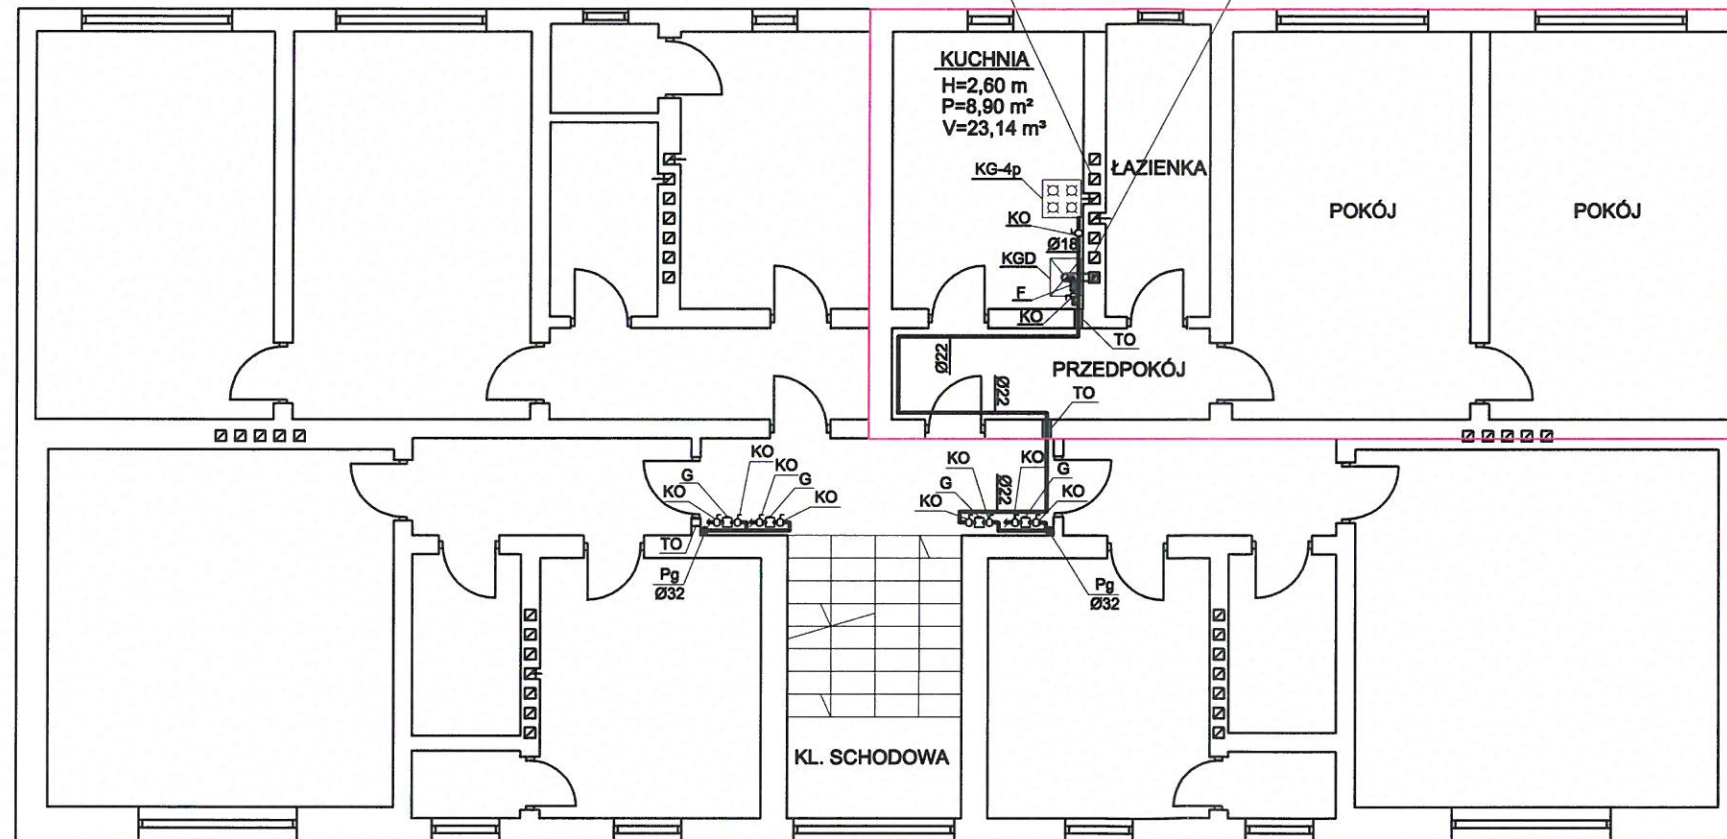 KUCHNIA
H=2,60 m
P=8,90 m²
V=23,14 m³
KG-4p
ŁAZIENKA
POKÓJ
POKÓJ
KO
Ø18
KGD
F
KO
TO
Ø22
PRZEDPOKÓJ
Ø22
TO
KO
KO
G
G
KO
KO
KO
KO
G
G
Ø22
KO
KO
TO
Pg
Ø32
Pg
Ø32
KL. SCHODOWA